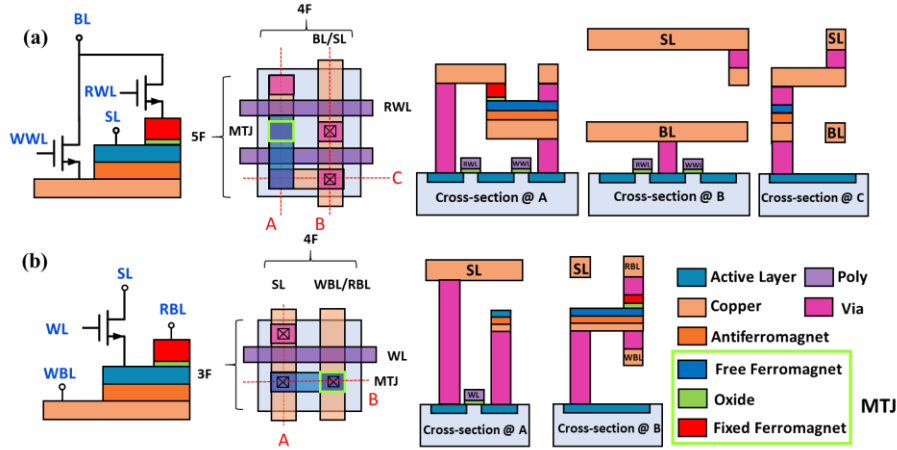 (a)
BL
RWL
SL
WWL
4F
BL/SL
5F
MTJ
RWL
C
A
B
RWL
WWL
Cross-section @ A
SL
BL
RWL
WWL
Cross-section @ B
SL
BL
Cross-section @ C
(b)
SL
WL
RBL
WBL
4F
SL
WBL/RBL
3F
WL
MTJ
B
A
SL
WL
Cross-section @ A
SL
RBL
WBL
Cross-section @ B
Active Layer
Poly
Copper
Via
Antiferromagnet
Free Ferromagnet
Oxide
Fixed Ferromagnet
MTJ